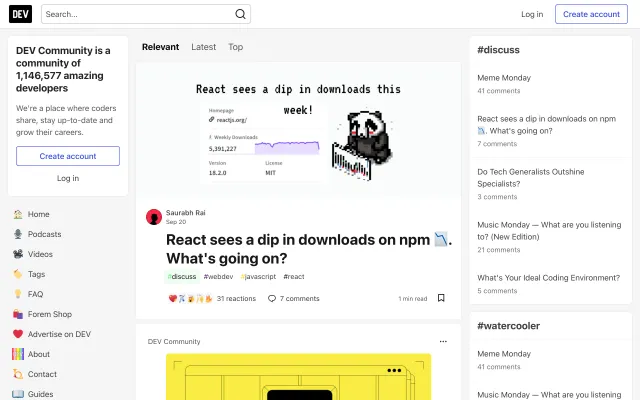 DEV
Search...
Log in
Create account
DEV Community is a
community of
1,146,577 amazing
developers
We're a place where coders
share, stay up-to-date and
grow their careers.
Create account
Log in
Home
Podcasts
Videos
Tags
FAQ
Forem Shop
Advertise on DEV
About
Contact
Guides
Relevant
Latest
Top
React sees a dip in downloads this
week!
Homepage
reactjs.org/
Weekly Downloads
5,391,227
Version
License
18.2.0
MIT
Saurabh Rai
Sep 20
React sees a dip in downloads on npm 📉.
What's going on?
#discuss #webdev #javascript #react
31 reactions
7 comments
1 min read
DEV Community
#discuss
Meme Monday
41 comments
React sees a dip in downloads on npm
📉. What's going on?
7 comments
Do Tech Generalists Outshine
Specialists?
3 comments
Music Monday — What are you listening
to? (New Edition)
21 comments
What's Your Ideal Coding Environment?
5 comments
#watercooler
Meme Monday
41 comments
Music Monday — What are you listening